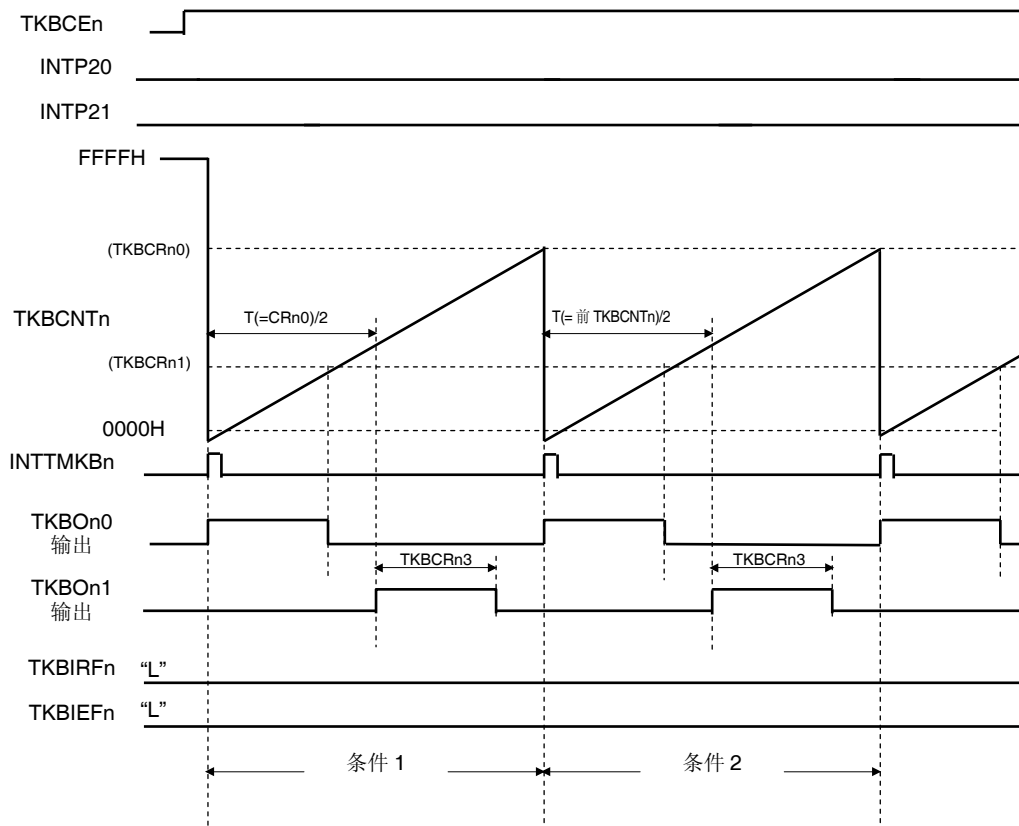 TKBCEn
INTP20
INTP21
FFFFH
(TKBCRn0)
T(=CRn0)/2
T(= 前 TKBCNTn)/2
TKBCNTn
(TKBCRn1)
0000H
INTTMKBn
TKBOn0
输出
TKBCRn3
TKBCRn3
TKBOn1
输出
TKBIRFn “L”
TKBIEFn “L”
条件 1
条件 2